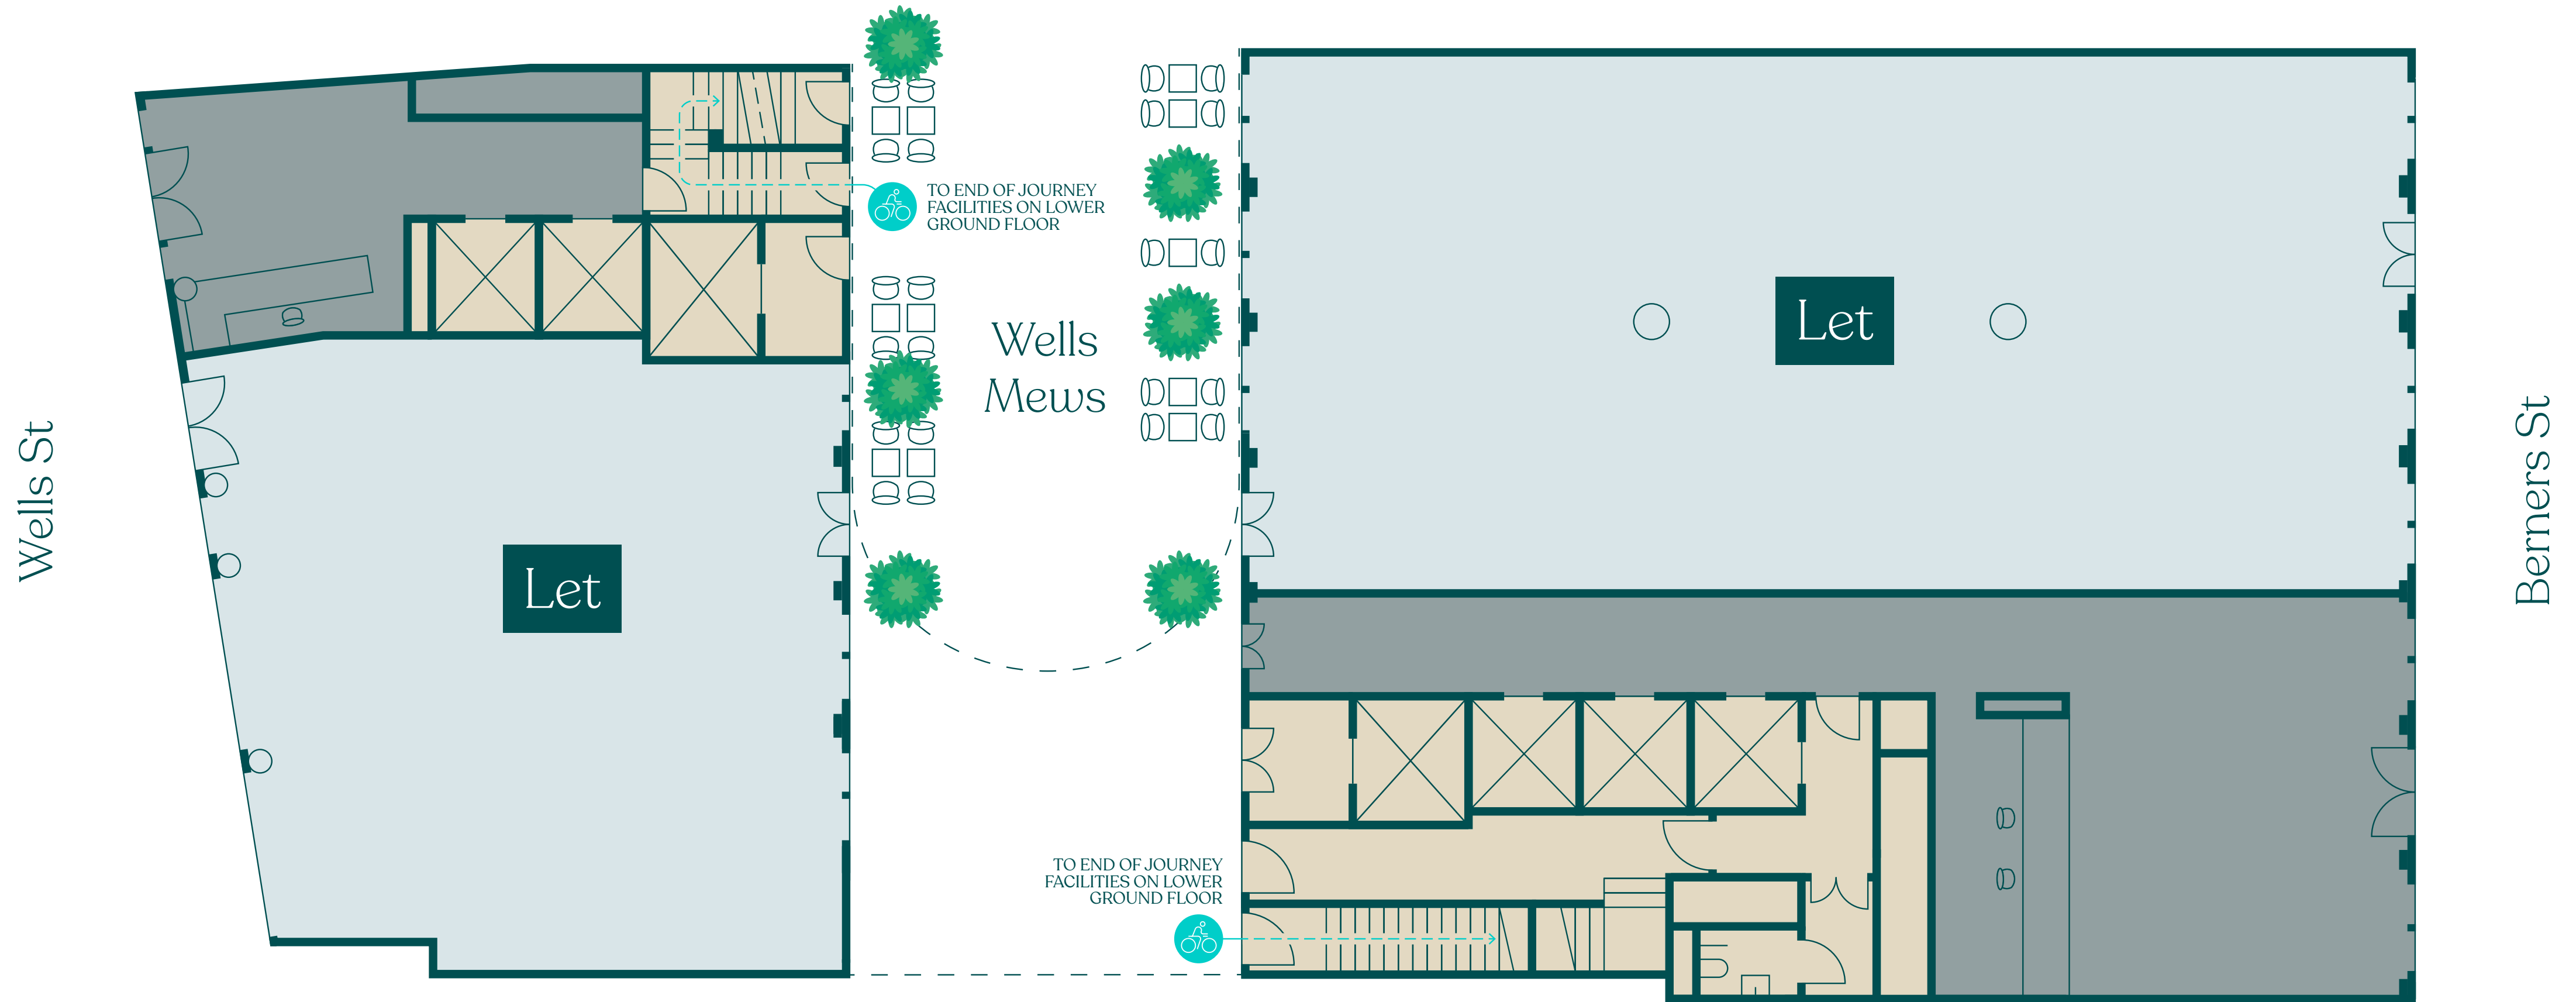 TO END OF JOURNEY
FACILITIES ON LOWER
GROUND FLOOR
Wells
Mews
Let
Wells St
Berners St
Let
TO END OF JOURNEY
FACILITIES ON LOWER
GROUND FLOOR